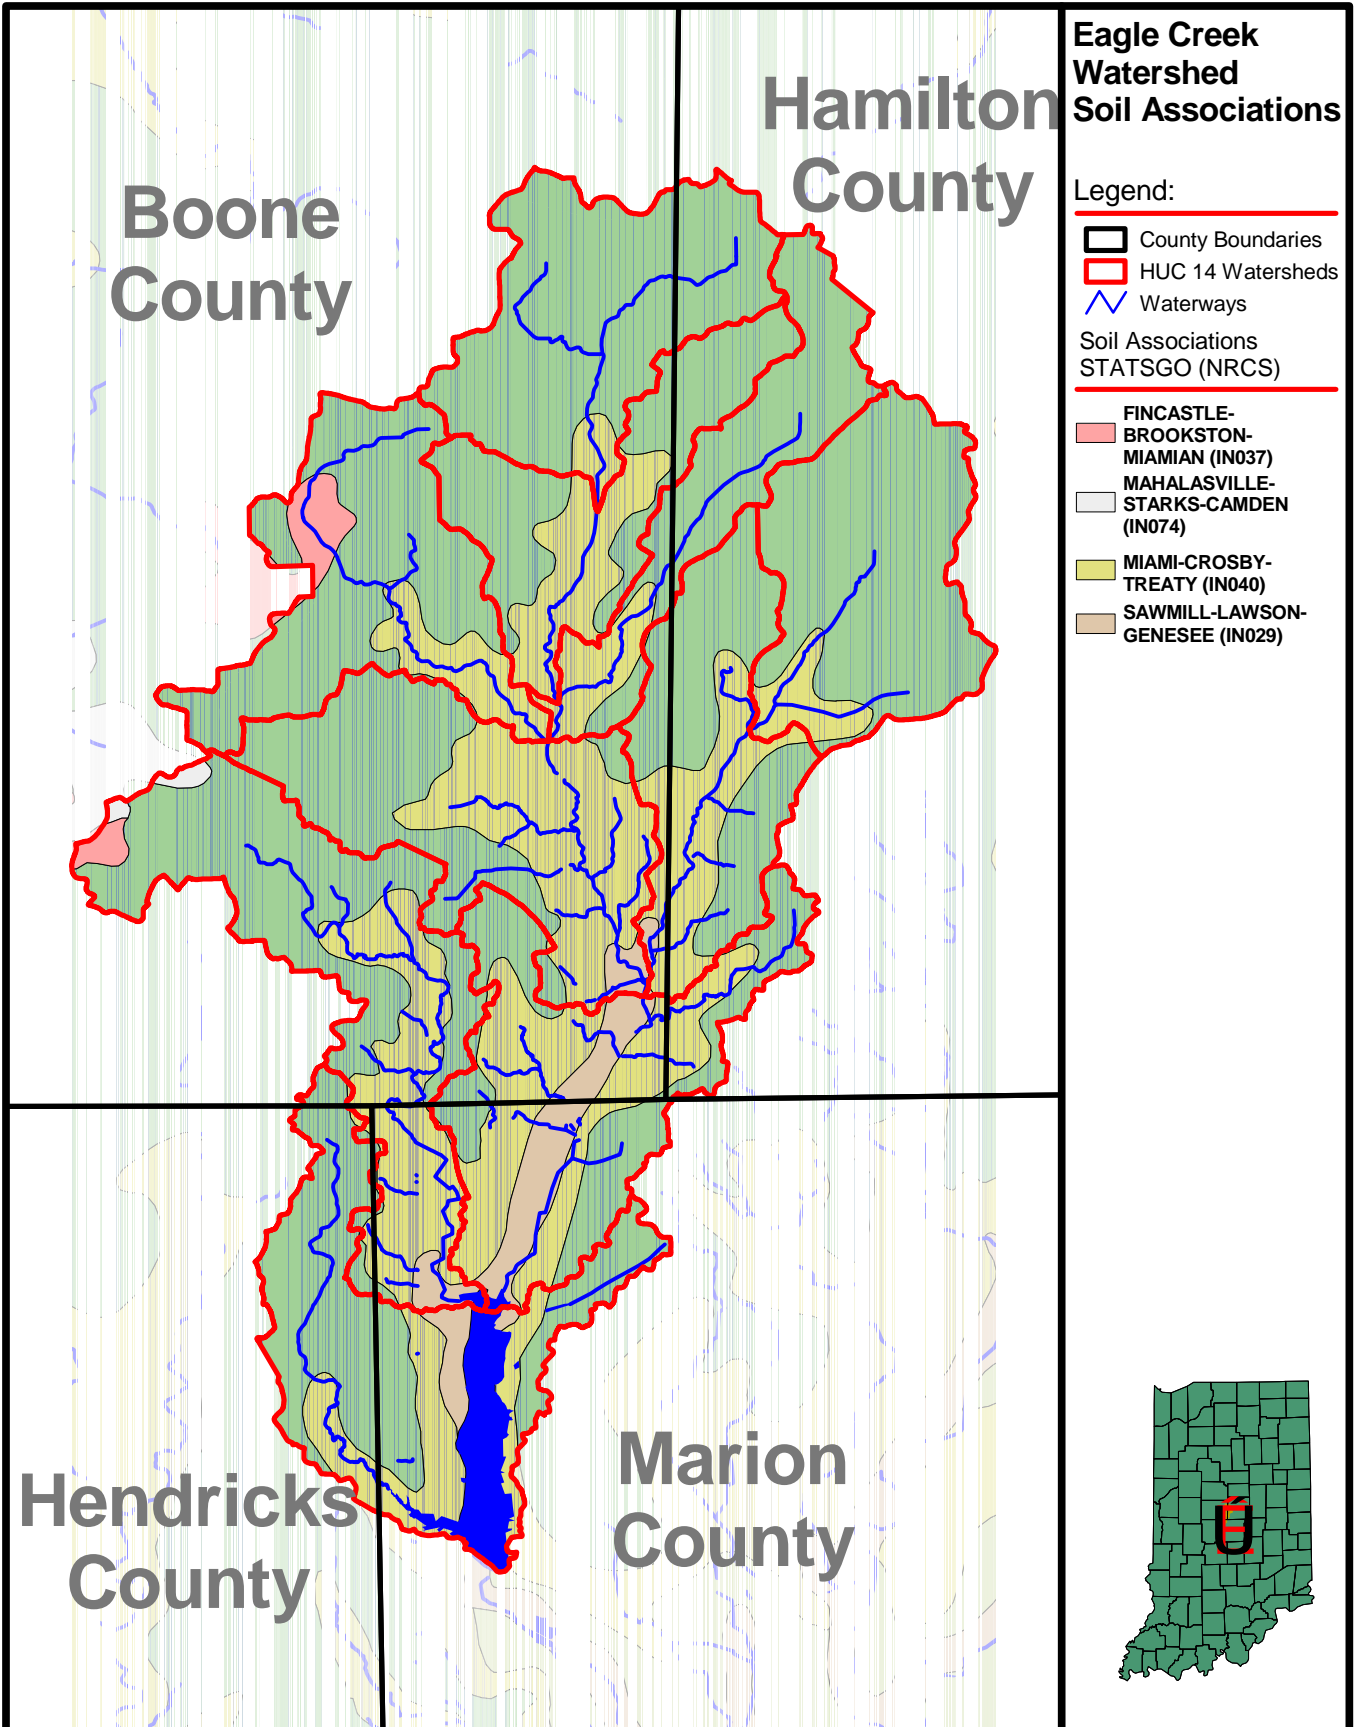 Eagle Creek
Watershed
Soil Associations
Legend:
County Boundaries
HUC 14 Watersheds
Waterways
Soil Associations
STATSGO (NRCS)
FINCASTLE-
BROOKSTON-
MIAMIAN (IN037)
MAHALASVILLE-
STARKS-CAMDEN
(IN074)
MIAMI-CROSBY-
TREATY (IN040)
SAWMILL-LAWSON-
GENESEE (IN029)
Hamilton
County
Boone
County
Hendricks
County
Marion
County
Ú